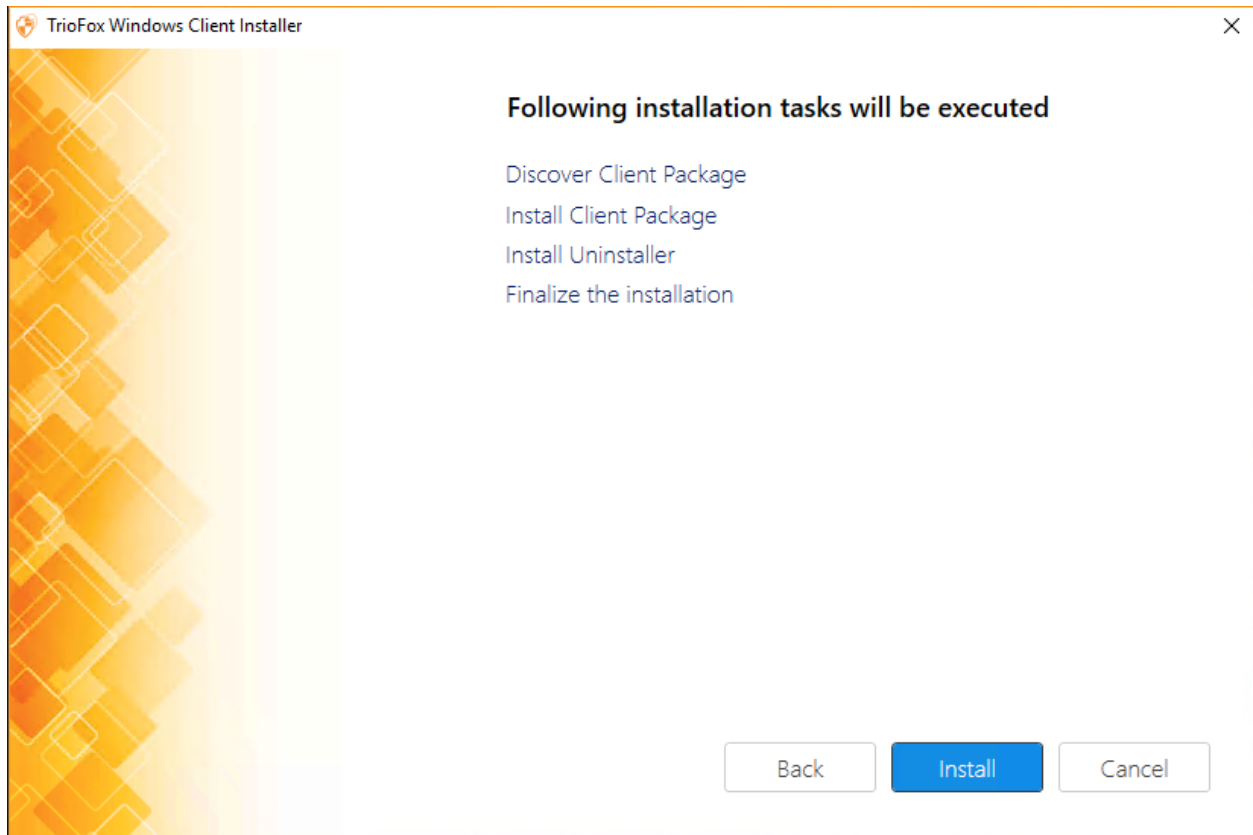 TrioFox Windows Client Installer
Following installation tasks will be executed
Discover Client Package
Install Client Package
Install Uninstaller
Finalize the installation
Back Install Cancel